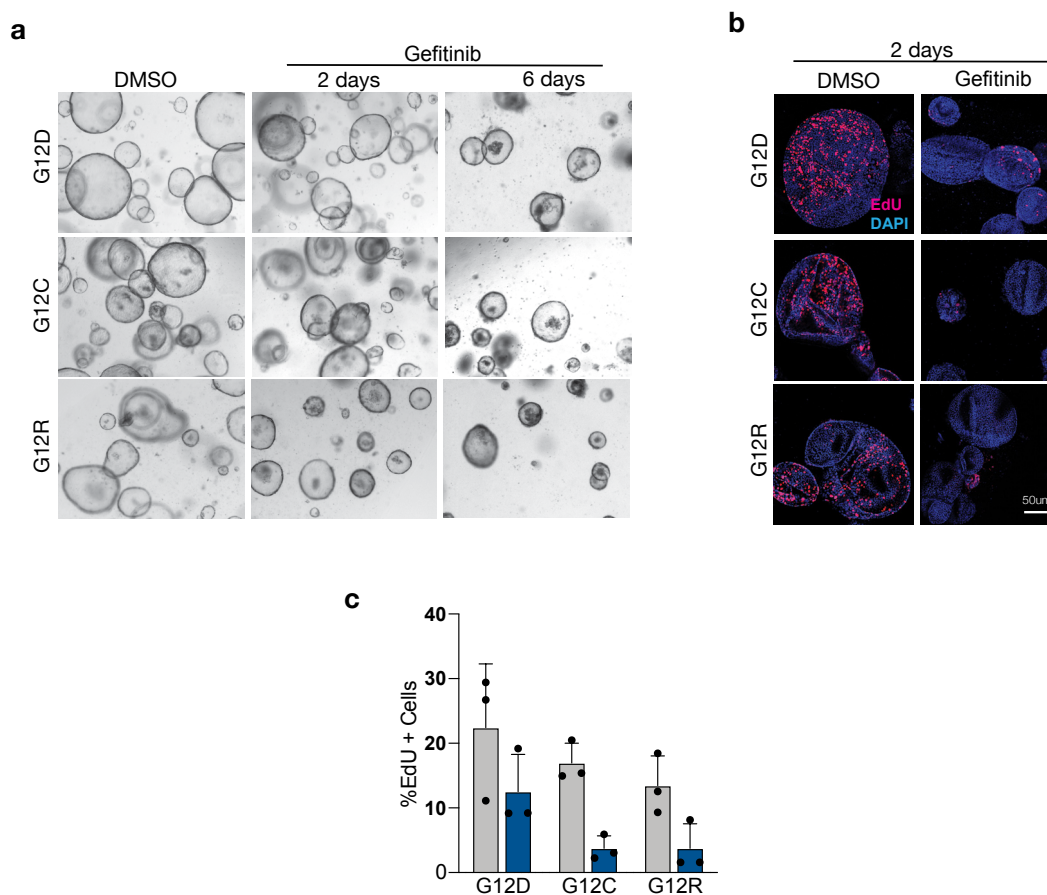 a
Gefitinib
DMSO
2 days
6 days
G12D
G12C
G12R
b
2 days
DMSO
Gefitinib
G12D
EdU
DAPI
G12C
G12R
50um
c
40
30
20
10
0
%EdU + Cells
G12D
G12C
G12R